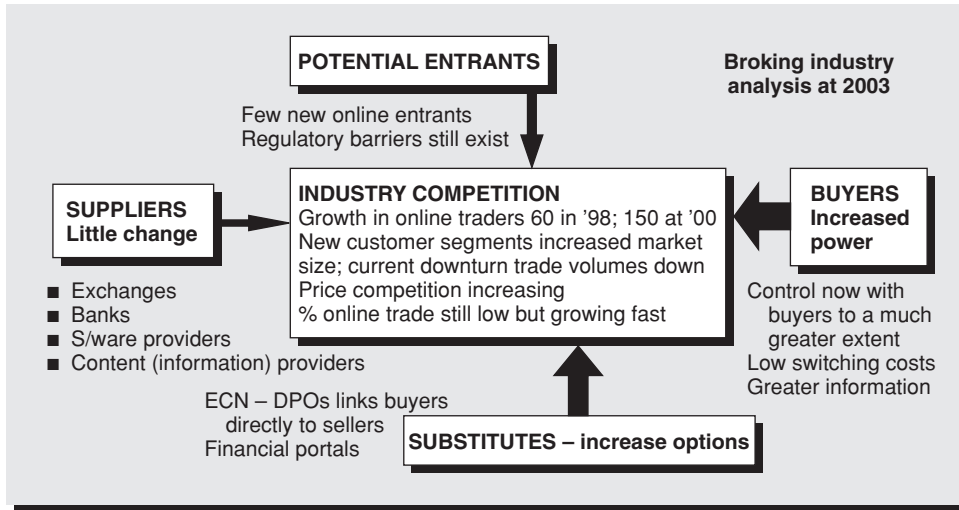 POTENTIAL ENTRANTS
Broking industry
analysis at 2003
Few new online entrants
Regulatory barriers still exist
SUPPLIERS
Little change
INDUSTRY COMPETITION
Growth in online traders 60 in '98; 150 at '00
New customer segments increased market
size; current downturn trade volumes down
Price competition increasing
% online trade still low but growing fast
BUYERS
Increased
power
■ Exchanges
■ Banks
■ S/ware providers
■ Content (information) providers
Control now with
buyers to a much
greater extent
Low switching costs
Greater information
ECN – DPOs links buyers
directly to sellers
Financial portals
SUBSTITUTES – increase options